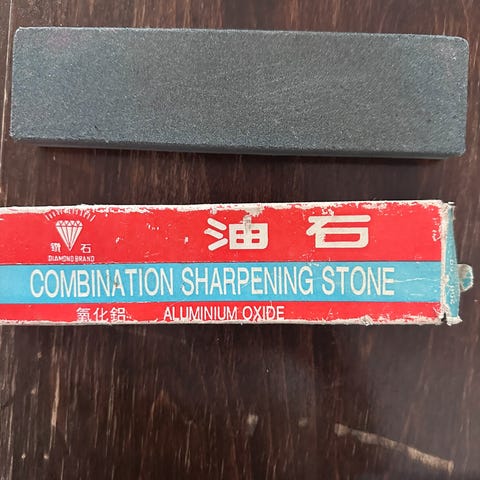 油石
鑽石
DIAMOND BRAND
COMBINATION SHARPENING STONE
氧化鋁 ALUMINIUM OXIDE